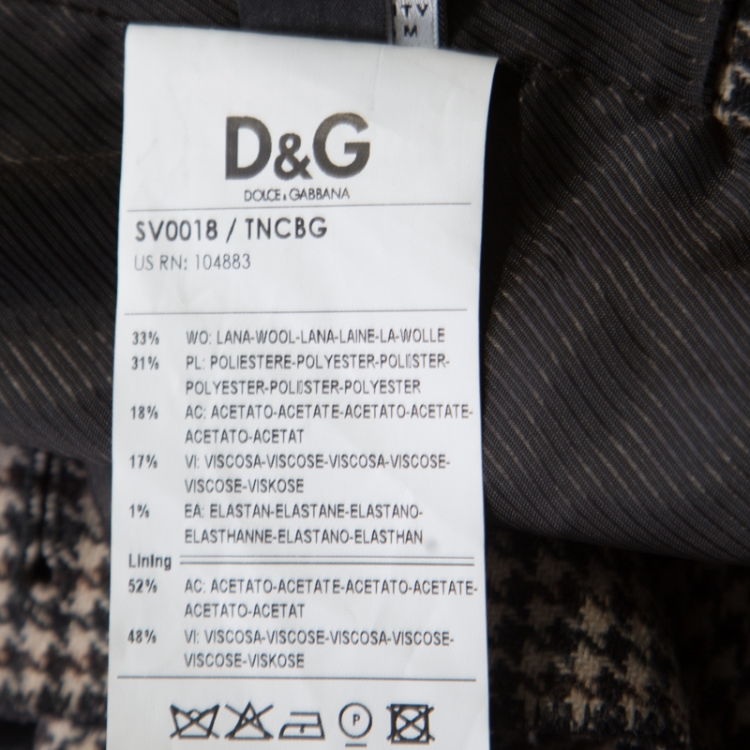 TY
M
D&G
DOLCE & GABBANA
SV0018 / TNCBG
US RN: 104883
33% WO: LANA-WOOL-LANA-LAINE-LA-WOLLE
31% PL: POLIESTERE-POLYESTER-POLIESTER-
POLYESTER-POLIESTER-POLYESTER
18% AC: ACETATO-ACETATE-ACETATO-ACETATE-
ACETATO-ACETAT
17% VI: VISCOSA-VISCOSE-VISCOSA-VISCOSE-
VISCOSE-VISKOSE
1% EA: ELASTAN-ELASTANE-ELASTANO-
ELASTHANNE-ELASTANO-ELASTHAN
Lining
52% AC: ACETATO-ACETATE-ACETATO-ACETATE-
ACETATO-ACETAT
48% VI: VISCOSA-VISCOSE-VISCOSA-VISCOSE-
VISCOSE-VISKOSE
P